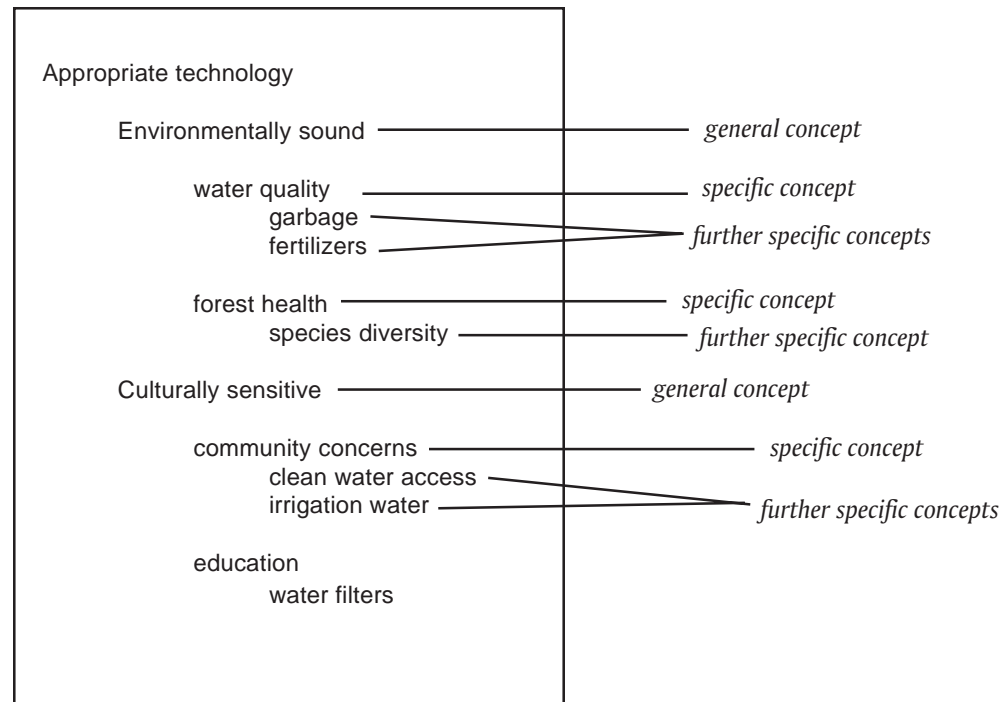 Appropriate technology
Environmentally sound general concept
water quality specific concept
garbage
fertilizers further specific concepts
forest health specific concept
species diversity further specific concept
Culturally sensitive general concept
community concerns specific concept
clean water access
irrigation water further specific concepts
education
water filters